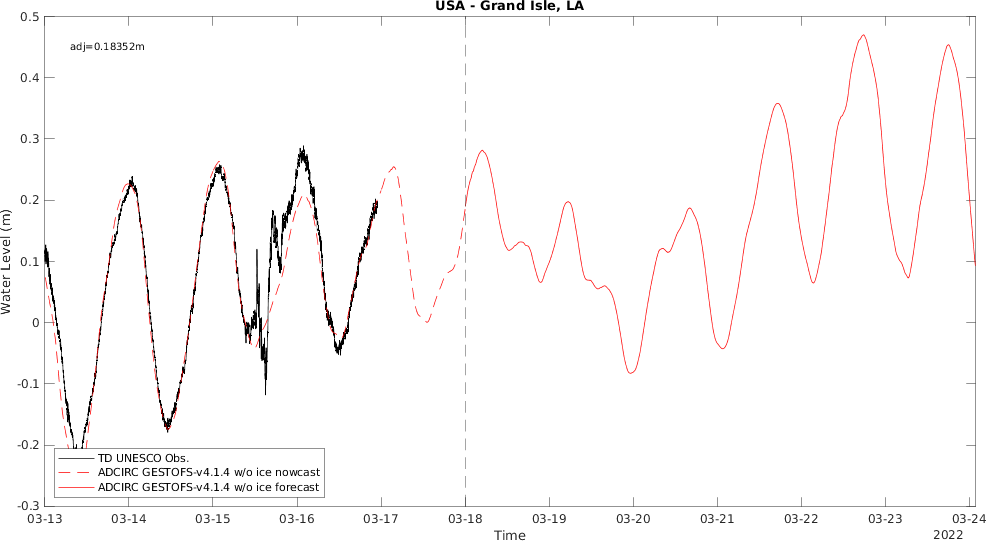 USA - Grand Isle, LA
adj=0.18352m
0.5
0.4
0.3
0.2
0.1
0
-0.1
-0.2
-0.3
Water Level (m)
TD UNESCO Obs.
ADCIRC GESTOFS-v4.1.4 w/o ice nowcast
ADCIRC GESTOFS-v4.1.4 w/o ice forecast
03-13 03-14 03-15 03-16 03-17 03-18 03-19 03-20 03-21 03-22 03-23 03-24
Time
2022